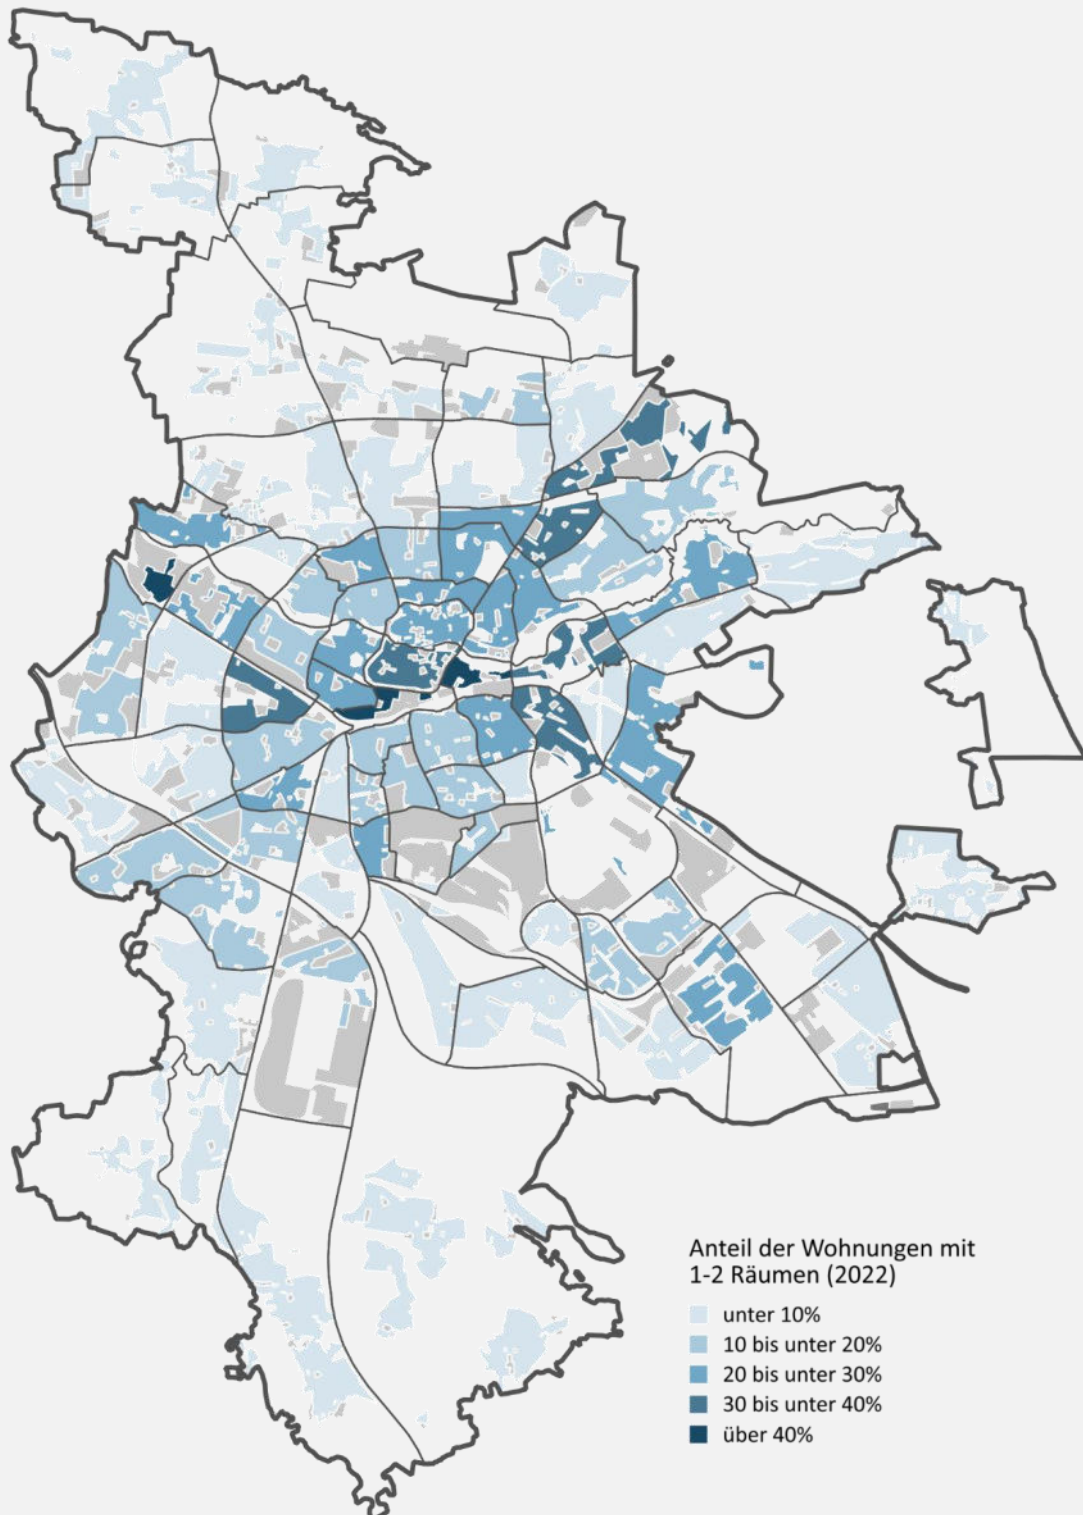 Anteil der Wohnungen mit
1-2 Räumen (2022)
unter 10%
10 bis unter 20%
20 bis unter 30%
30 bis unter 40%
über 40%